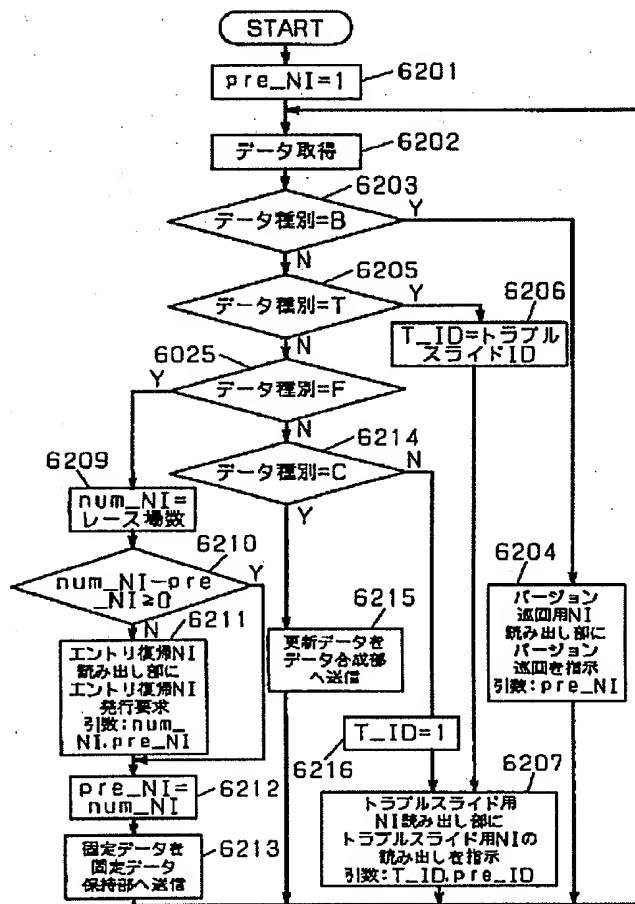 START
pre_NI=1
6201
データ取得
6202
6203
データ種別=B
Y
N
6205
データ種別=T
Y
N
6206
T_ID=トラブル
スライドID
6025
Y
データ種別=F
N
6214
データ種別=C
N
Y
6209
num_NI=
レース場数
6210
num_NI-pre
_NI≥0
Y
N
6211
エントリ復帰NI
読み出し部に
エントリ復帰NI
発行要求
引数:num_
NI.pre_NI
6215
更新データを
データ合成部
へ送信
6204
バージョン
巡回用NI
読み出し部に
バージョン
巡回を指示
引数:pre_NI
T_ID=1
6216
6207
トラブルスライド用
NI読み出し部に
トラブルスライド用NIの
読み出しを指示
引数:T_ID.pre_ID
pre_NI=
num_NI
6212
固定データを
固定データ
保持部へ送信
6213